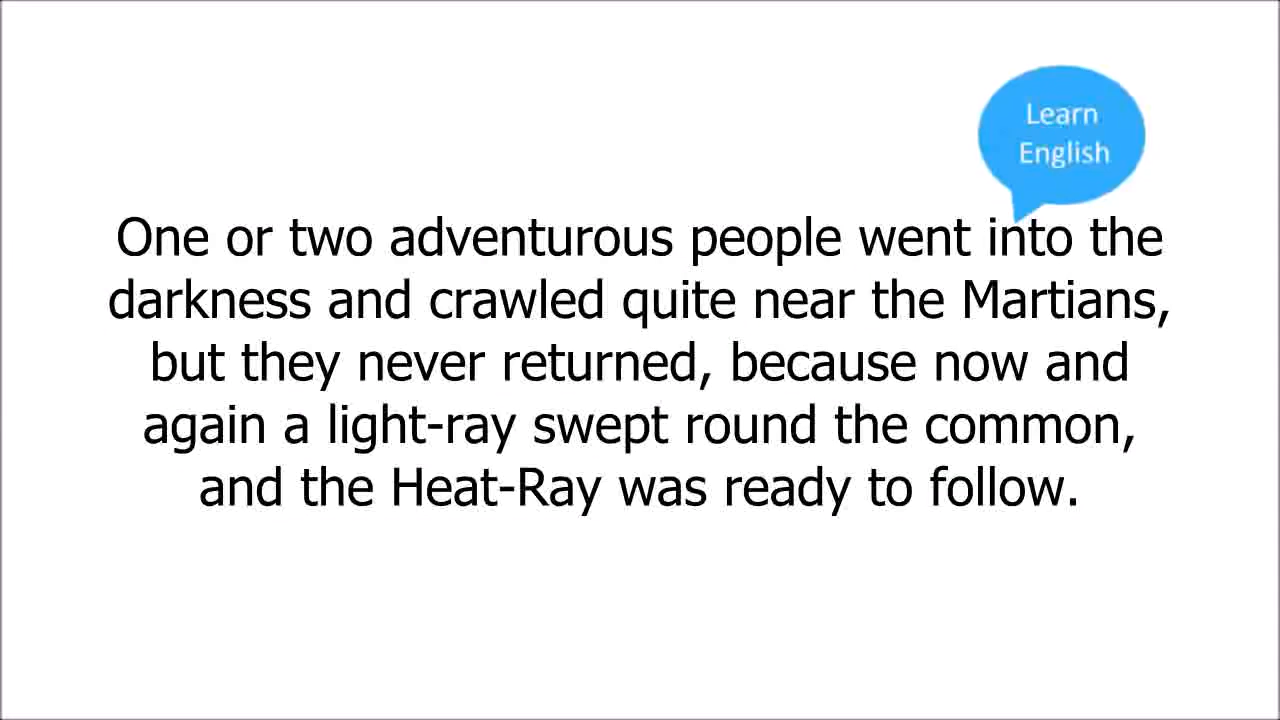 Learn
English
One or two adventurous people went into the
darkness and crawled quite near the Martians,
but they never returned, because now and
again a light-ray swept round the common,
and the Heat-Ray was ready to follow.